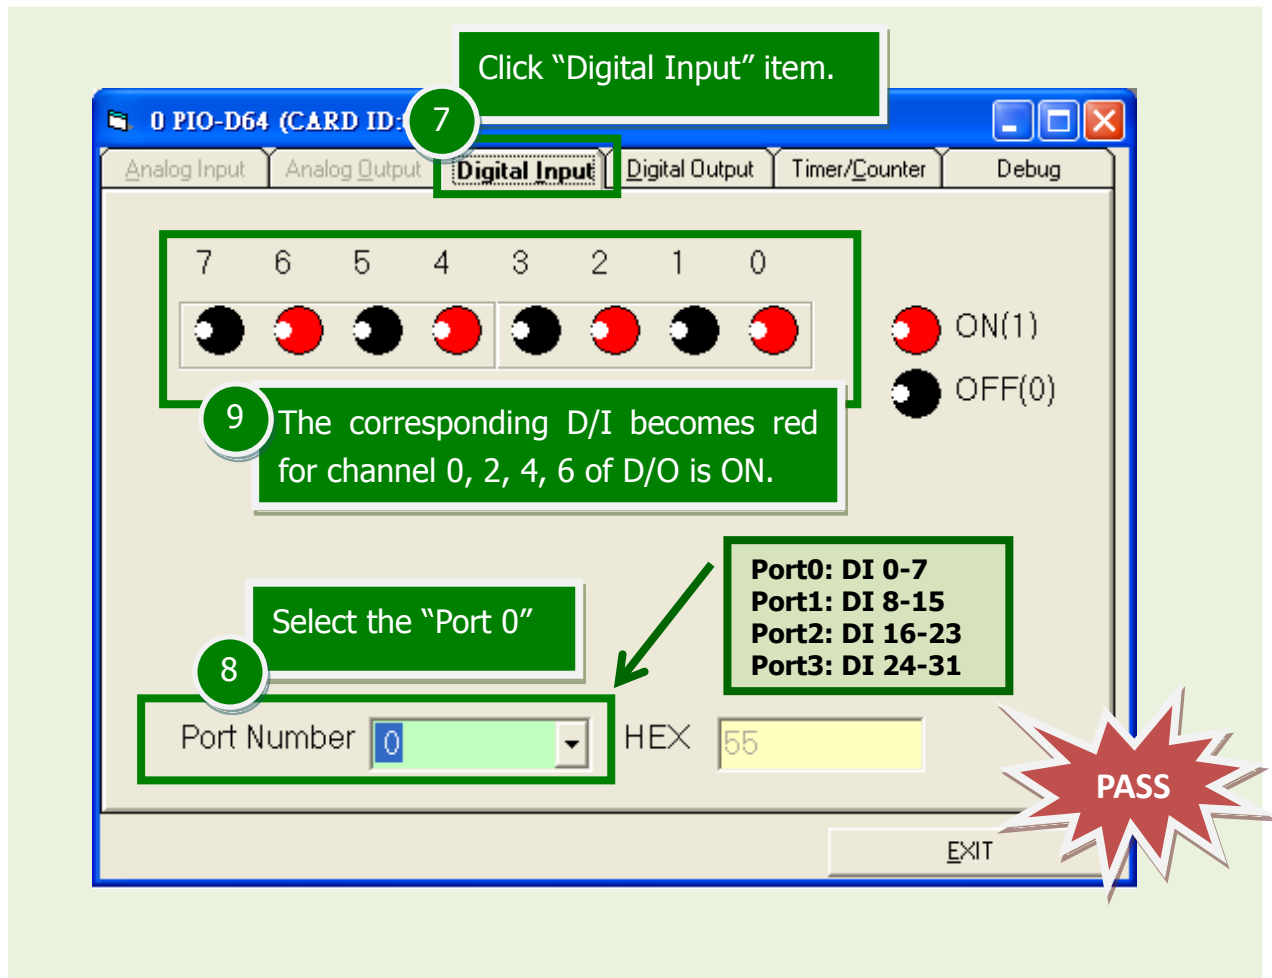 Click “Digital Input” item.
7
0 PIO-D64 (CARD ID:
Analog Input Analog Output Digital Input Digital Output Timer/Counter Debug
7 6 5 4 3 2 1 0
ON(1)
OFF(0)
9
The corresponding D/I becomes red
for channel 0, 2, 4, 6 of D/O is ON.
Port0: DI 0-7
Port1: DI 8-15
Port2: DI 16-23
Port3: DI 24-31
Select the “Port 0”
8
Port Number 0 HEX 55
PASS
EXIT